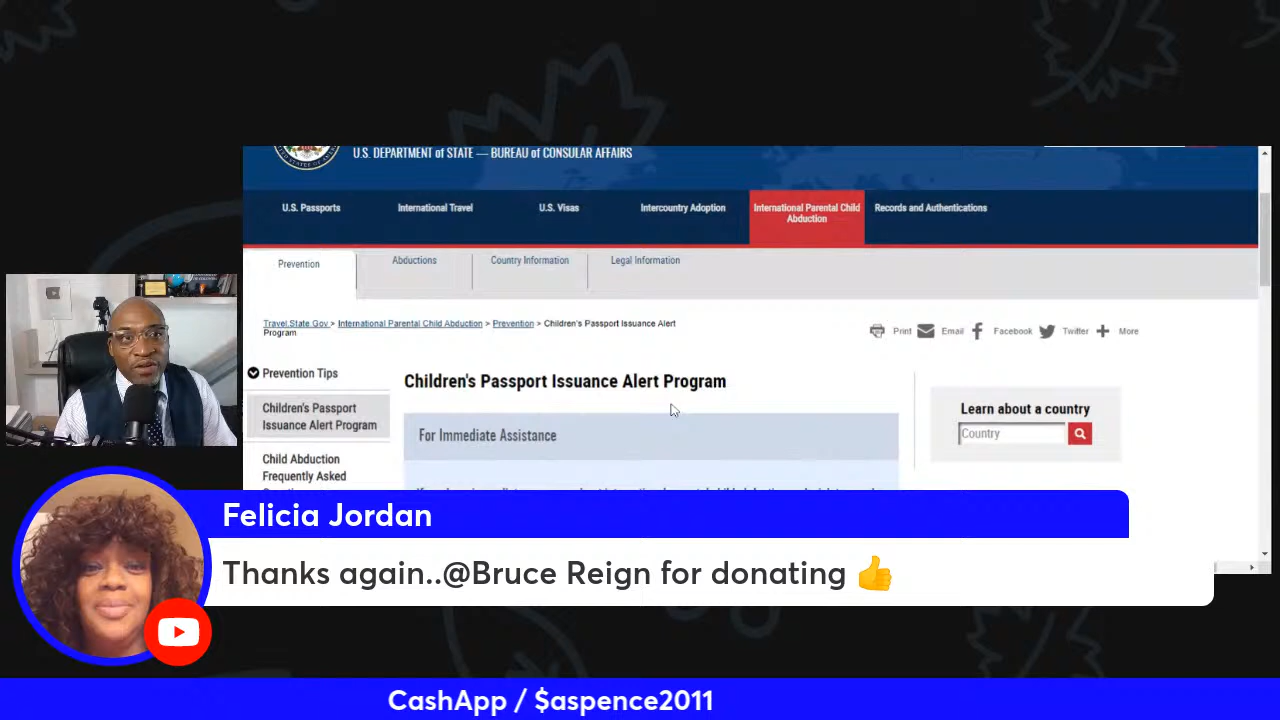 U.S. DEPARTMENT of STATE — BUREAU of CONSULAR AFFAIRS
U.S. Passports
International Travel
U.S. Visas
Intercountry Adoption
International Parental Child
Abduction
Records and Authentications
Prevention
Abductions
Country Information
Legal Information
Travel.State.Gov > International Parental Child Abduction > Prevention > Children's Passport Issuance Alert
Program
Print
Email
Facebook
Twitter
More
Prevention Tips
Children's Passport
Issuance Alert Program
Child Abduction
Frequently Asked
Children's Passport Issuance Alert Program
For Immediate Assistance
Learn about a country
Country
Felicia Jordan
Thanks again..@Bruce Reign for donating 👍
CashApp / $aspence2011